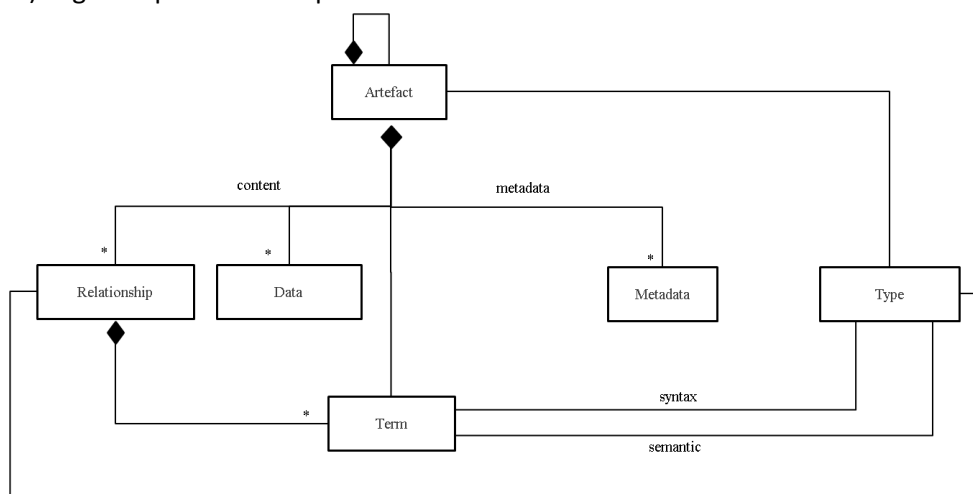 Artefact
content
metadata
*
*
*
Relationship
Data
Metadata
Type
syntax
*
Term
semantic